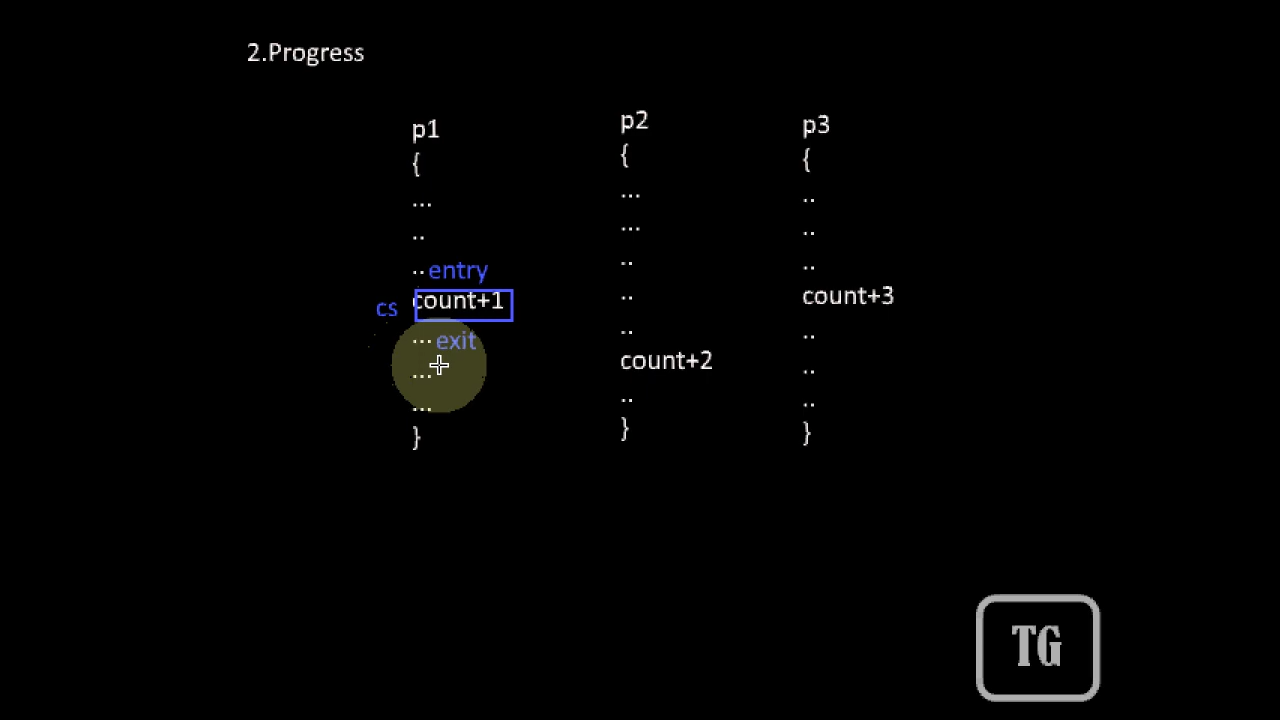 2.Progress
p1
{
...
..
.. entry
cs count+1
... exit
...
...
}
p2
{
...
...
..
..
..
count+2
..
}
p3
{
..
..
..
count+3
..
..
..
}
TG